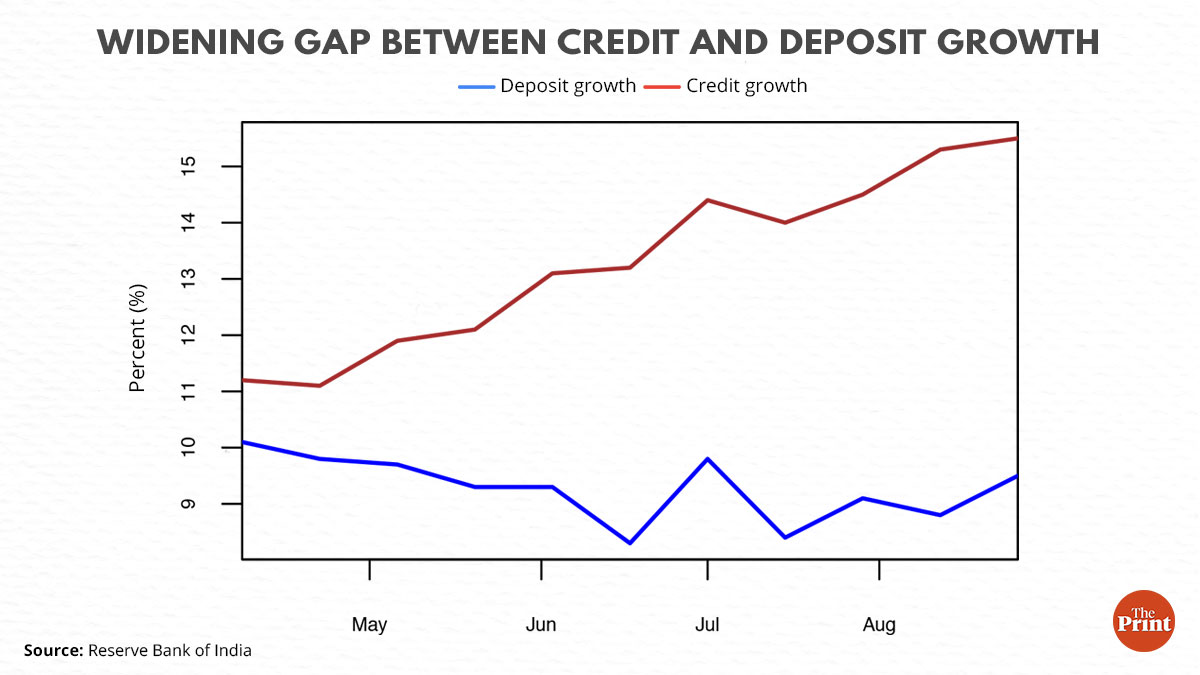 WIDENING GAP BETWEEN CREDIT AND DEPOSIT GROWTH
Deposit growth Credit growth
Percent (%)
15
14
13
12
11
10
9
May Jun Jul Aug
Source: Reserve Bank of India
The
Print